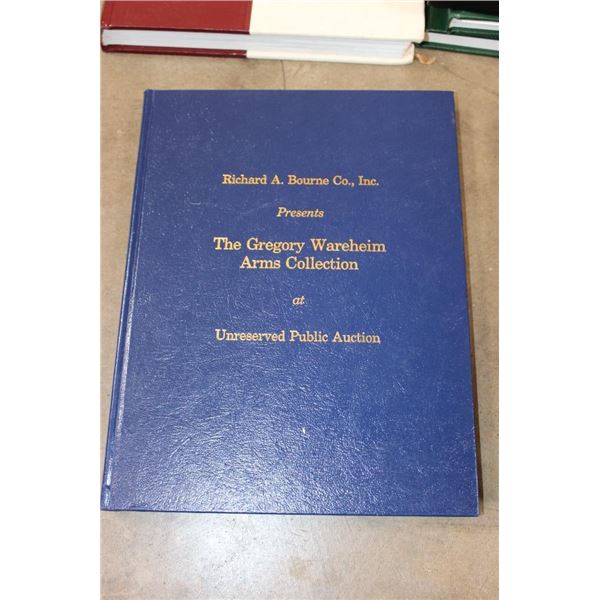 Richard A. Bourne Co., Inc.
Presents
The Gregory Wareheim
Arms Collection
at
Unreserved Public Auction